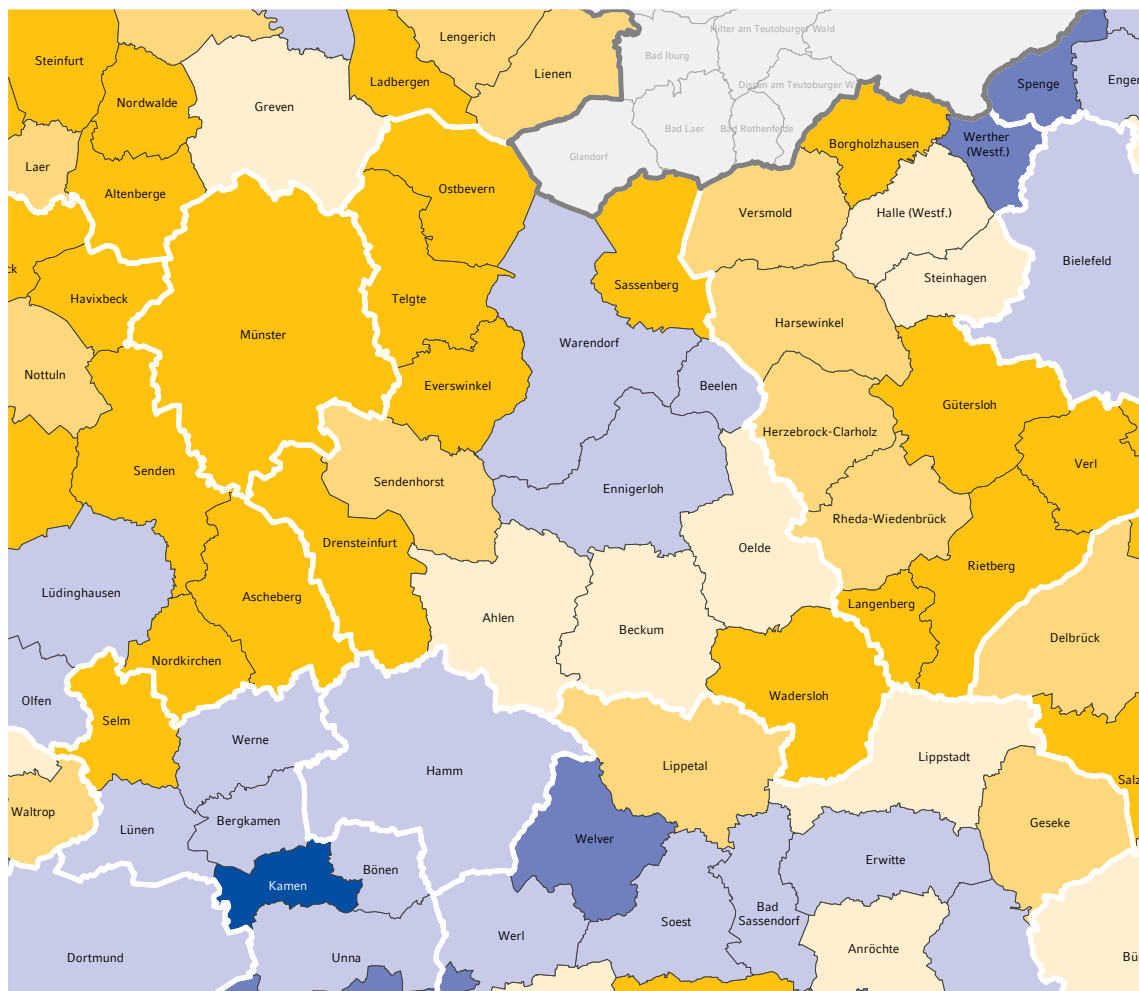 Hilter am Teutoburger Wald
Lengerich
Bad Iburg
Steinfurt
Lienen
Ladbergen
Dissen am Teutoburger W
Spenge
Enger
Nordwalde
Greven
Bad Laer
Bad Rothenfelde
Borgholzhausen
Werther
(Westf.)
Glandorf
Laer
Altenberge
Ostbevern
Versmold
Halle (Westf.)
Bielefeld
ck
Steinhagen
Sassenberg
Havixbeck
Telgte
Harsewinkel
Münster
Warendorf
Nottuln
Everswinkel
Beelen
Gütersloh
Herzebrock-Clarholz
Verl
Senden
Sendenhorst
Ennigerloh
Rheda-Wiedenbrück
Drensteinfurt
Oelde
Rietberg
Lüdinghausen
Ascheberg
Langenberg
Ahlen
Beckum
Delbrück
Nordkirchen
Wadersloh
Olfen
Selm
Werne
Lippetal
Lippstadt
Hamm
Salz
Waltrop
Bergkamen
Lünen
Geseke
Welver
Erwitte
Bönen
Kamen
Bad
Sassendorf
Soest
Werl
Anröchte
Dortmund
Unna
Bü